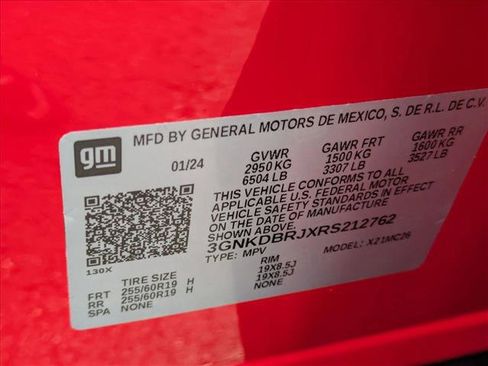 gm
MFD BY GENERAL MOTORS DE MEXICO, S. DE R.L. DE C.V.
01/24 GVWR GAWR FRT GAWR RR
2950 KG 1500 KG 1600 KG
6504 LB 3307 LB 3527 LB
THIS VEHICLE CONFORMS TO ALL
APPLICABLE U.S. FEDERAL MOTOR
VEHICLE SAFETY STANDARDS IN EFFECT
ON THE DATE OF MANUFACTURE
3GNKDBRJXRS212762
TYPE: MPV MODEL: X21MC26
130X
TIRE SIZE RIM
FRT 255/60R19 H 19X8.5J
RR 255/60R19 H 19X8.5J
SPA NONE NONE